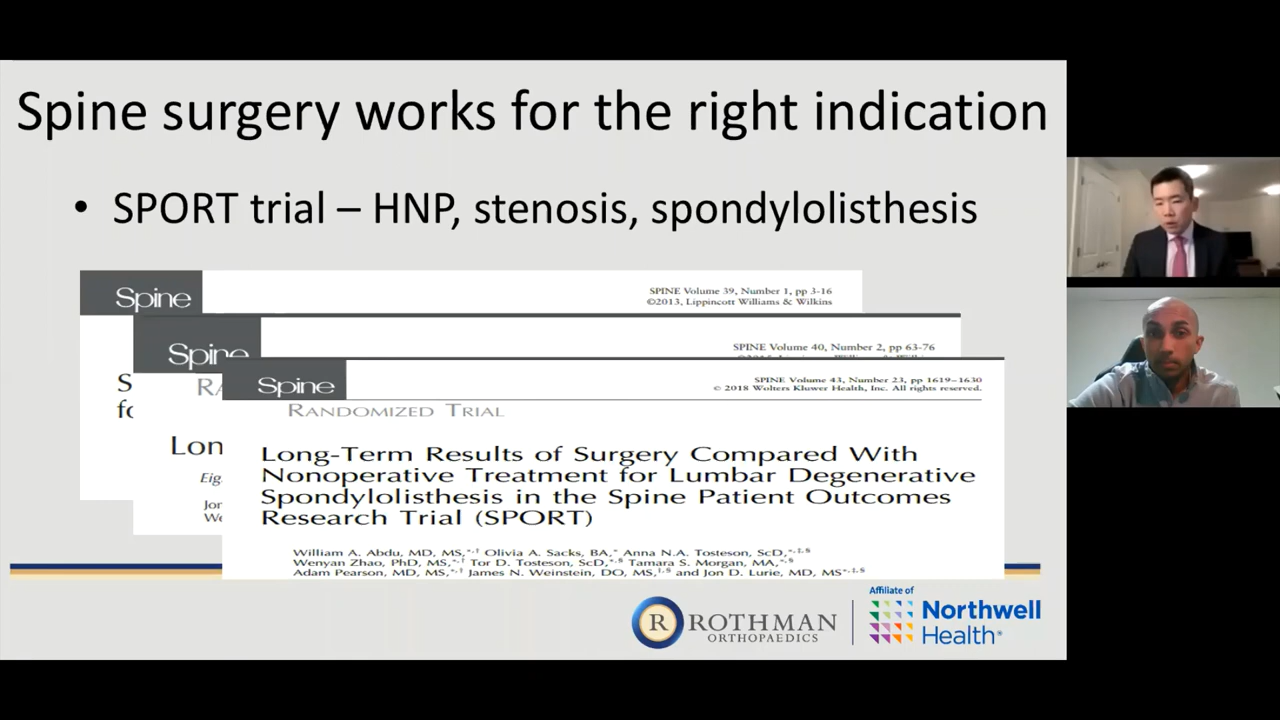 Spine surgery works for the right indication
• SPORT trial – HNP, stenosis, spondylolisthesis
Spine
SPINE Volume 39, Number 1, pp 3-16
©2013, Lippincott Williams & Wilkins
Spine
SPINE Volume 40, Number 2, pp 63-76
Spine
SPINE Volume 43, Number 23, pp 1619–1630
© 2018 Wolters Kluwer Health, Inc. All rights reserved.
RANDOMIZED TRIAL
Long-Term Results of Surgery Compared With
Nonoperative Treatment for Lumbar Degenerative
Spondylolisthesis in the Spine Patient Outcomes
Research Trial (SPORT)
William A. Abdu, MD, MS,*,† Olivia A. Sacks, BA,* Anna N.A. Tosteson, ScD,*,‡,§
Wenyan Zhao, PhD, MS,*,† Tor D. Tosteson, ScD,*,§ Tamara S. Morgan, MA,*,§
Adam Pearson, MD, MS,*,† James N. Weinstein, DO, MS,‡,§ and Jon D. Lurie, MD, MS*,‡,§
Affiliate of
R ROTHMAN
ORTHOPAEDICS
Northwell
Health®